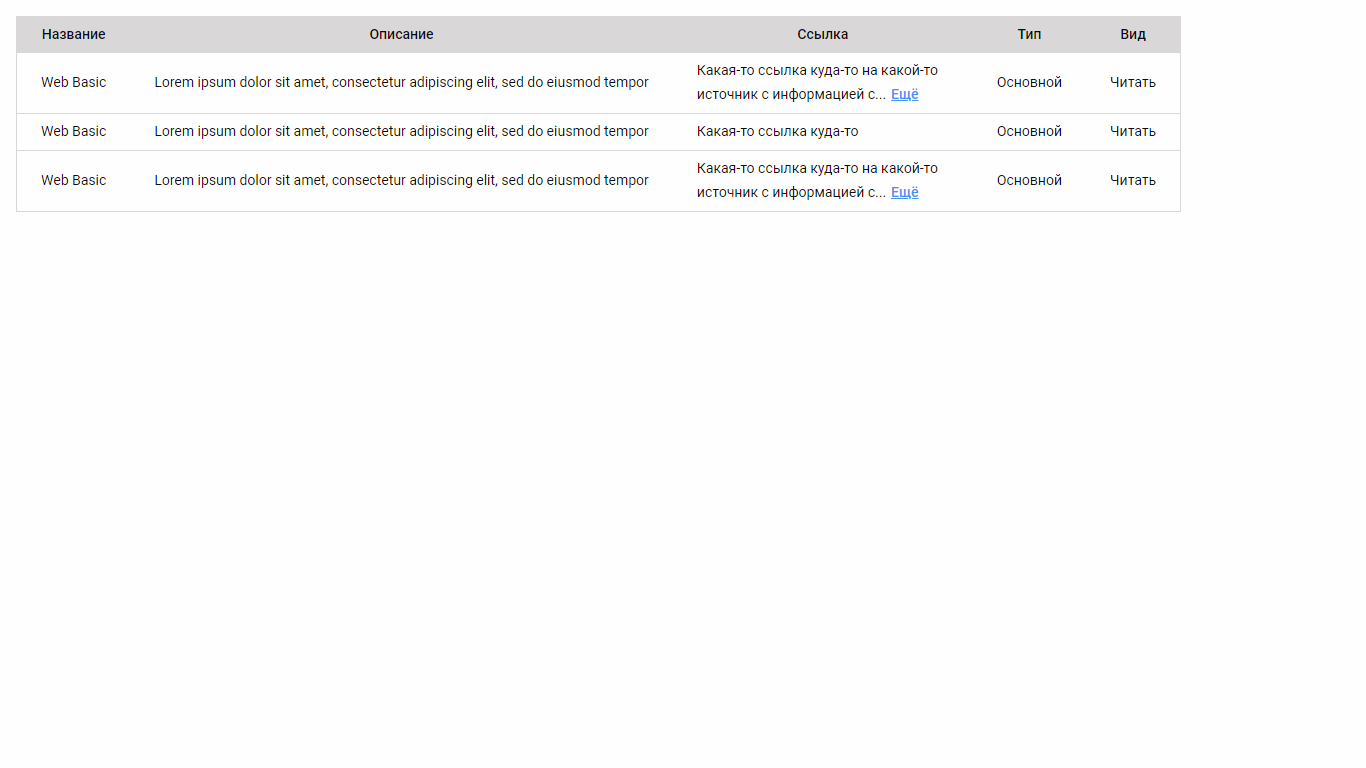 Название Описание Ссылка Тип Вид
Web Basic Lorem ipsum dolor sit amet, consectetur adipiscing elit, sed do eiusmod tempor Какая-то ссылка куда-то на какой-то Основной Читать
источник с информацией с... Ещё
Web Basic Lorem ipsum dolor sit amet, consectetur adipiscing elit, sed do eiusmod tempor Какая-то ссылка куда-то Основной Читать
Web Basic Lorem ipsum dolor sit amet, consectetur adipiscing elit, sed do eiusmod tempor Какая-то ссылка куда-то на какой-то Основной Читать
источник с информацией с... Ещё